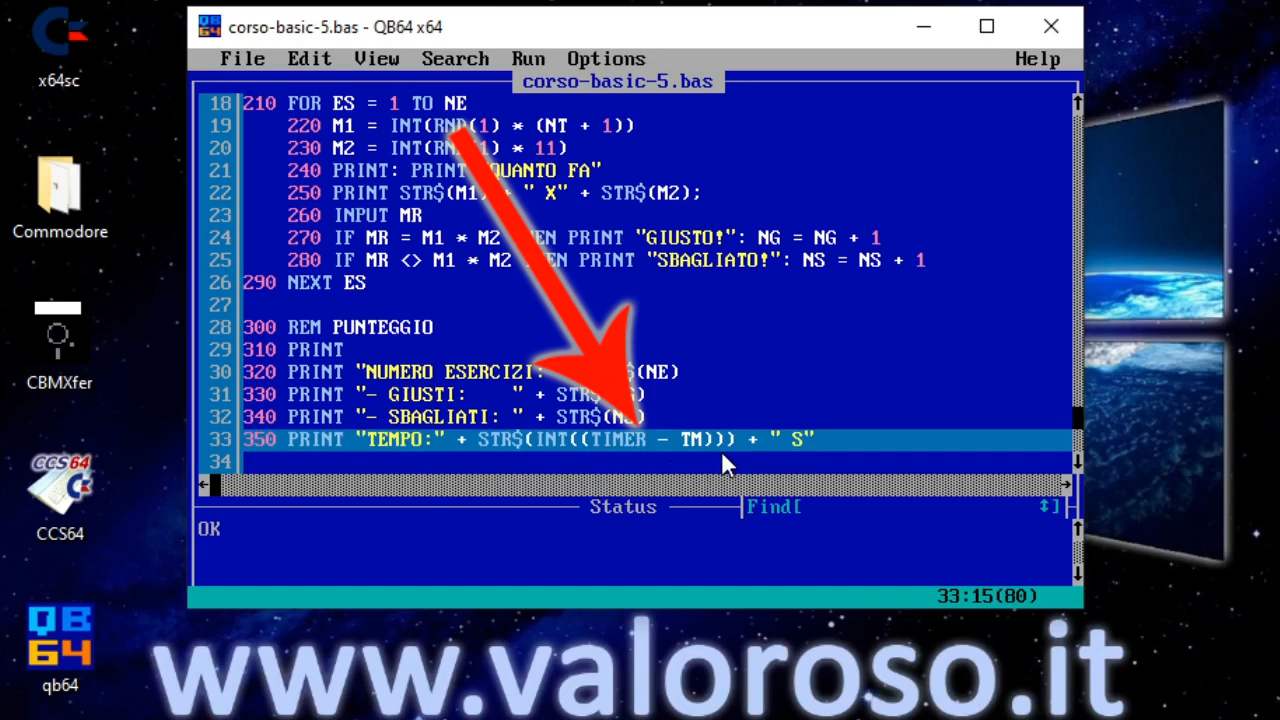 corso-basic-5.bas - QB64 x64
File Edit View Search Run Options Help
corso-basic-5.bas
18 210 FOR ES = 1 TO NE
19 220 M1 = INT(RND(1) * (NT + 1))
20 230 M2 = INT( 1) * 11)
21 240 PRINT: PRINT QUANTO FA"
22 250 PRINT STR$(M1) + " X" + STR$(M2);
23 260 INPUT MR
24 270 IF MR = M1 * M2 PRINT "GIUSTO!": NG = NG + 1
25 280 IF MR <> M1 * M2 PRINT "SBAGLIATO!": NS = NS + 1
26 290 NEXT ES
27
28 300 REM PUNTEGGIO
29 310 PRINT
30 320 PRINT "NUMERO ESERCIZI: $(NE)
31 330 PRINT "- GIUSTI: " + STR
32 340 PRINT "- SBAGLIATI: " + STR$(
33 350 PRINT "TEMPO:" + STR$(INT((TIMER - TM))) + " S"
34
Status
Find[ ]
OK
33:15(80)
x64sc
Commodore
CBMXfer
CCS64
CCS64
QB
64
qb64
www.valoroso.it